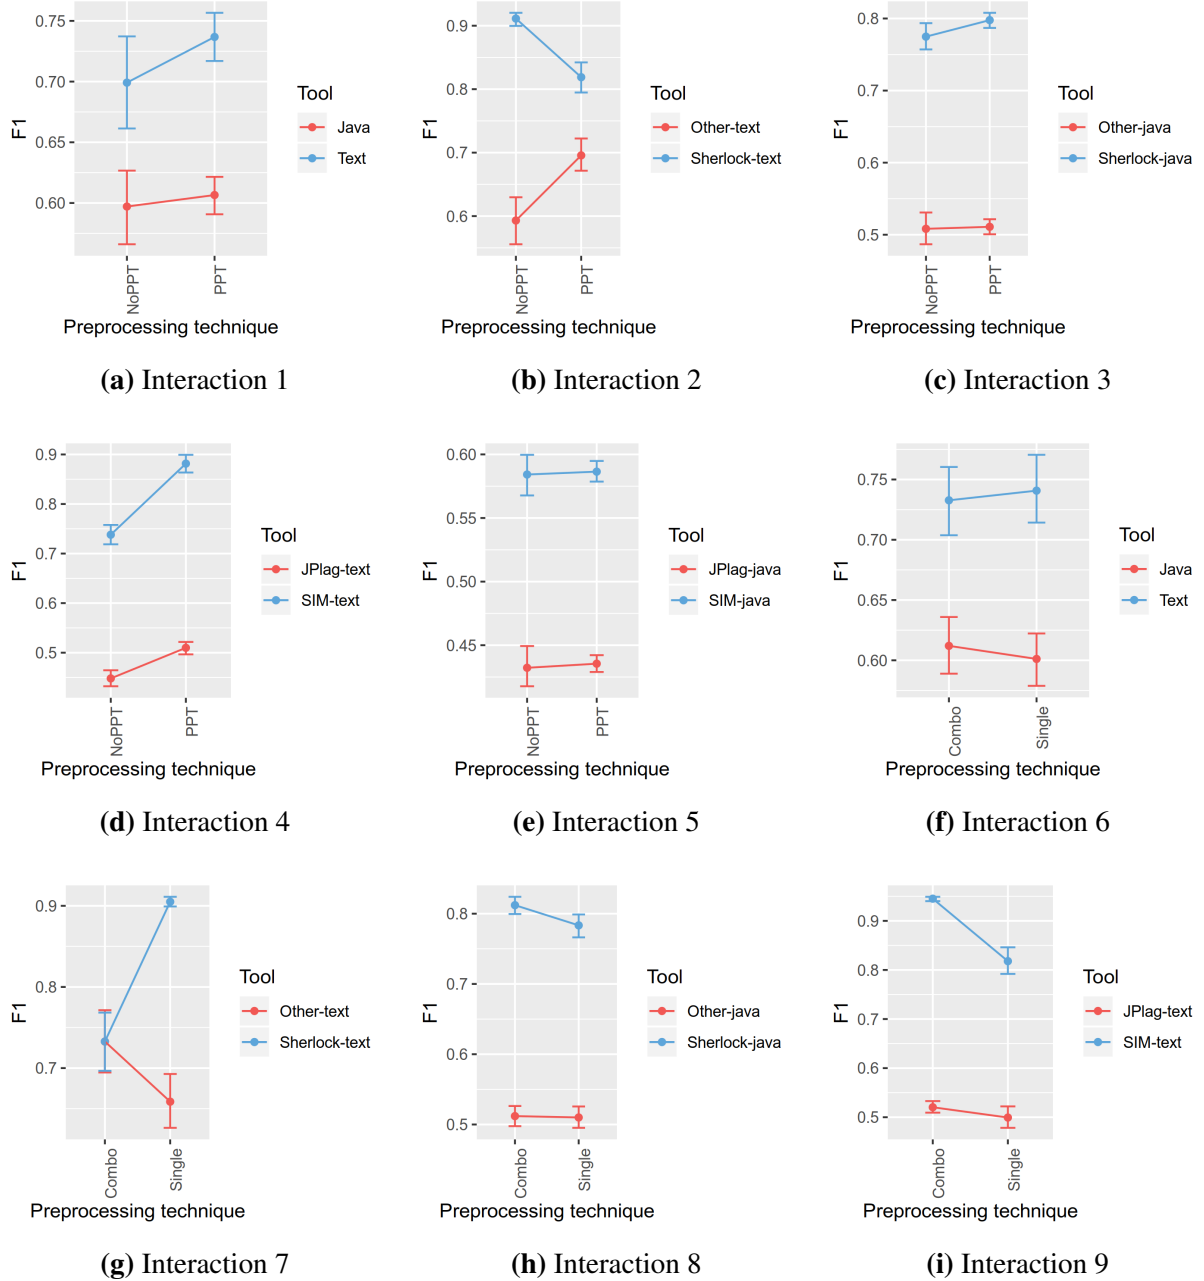 0.75
0.70
0.65
0.60
F1
NoPPT
PPT
Preprocessing technique
Tool
Java
Text
(a) Interaction 1
0.9
0.8
0.7
0.6
F1
NoPPT
PPT
Preprocessing technique
Tool
Other-text
Sherlock-text
(b) Interaction 2
0.8
0.7
0.6
0.5
F1
NoPPT
PPT
Preprocessing technique
Tool
Other-java
Sherlock-java
(c) Interaction 3
0.9
0.8
0.7
0.6
0.5
F1
NoPPT
PPT
Preprocessing technique
Tool
JPlag-text
SIM-text
(d) Interaction 4
0.60
0.55
0.50
0.45
F1
NoPPT
PPT
Preprocessing technique
Tool
JPlag-java
SIM-java
(e) Interaction 5
0.75
0.70
0.65
0.60
F1
Combo
Single
Preprocessing technique
Tool
Java
Text
(f) Interaction 6
0.9
0.8
0.7
F1
Combo
Single
Preprocessing technique
Tool
Other-text
Sherlock-text
(g) Interaction 7
0.8
0.7
0.6
0.5
F1
Combo
Single
Preprocessing technique
Tool
Other-java
Sherlock-java
(h) Interaction 8
0.9
0.8
0.7
0.6
0.5
F1
Combo
Single
Preprocessing technique
Tool
JPlag-text
SIM-text
(i) Interaction 9